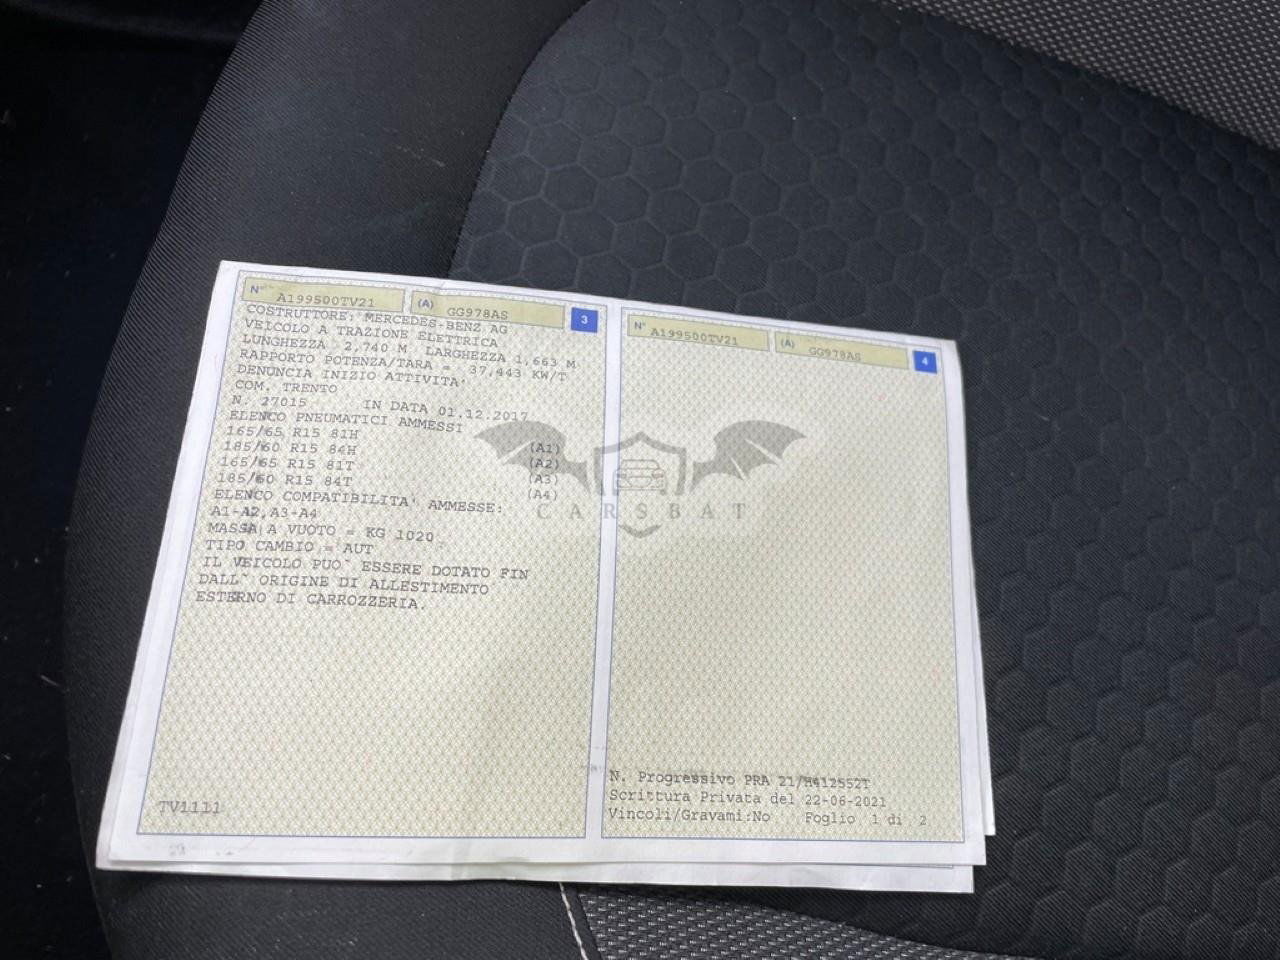 N° A199500TV21 (A) GG978AS 3
COSTRUTTORE: MERCEDES-BENZ AG
VEICOLO A TRAZIONE ELETTRICA
LUNGHEZZA 2,740 M LARGHEZZA 1,663 M
RAPPORTO POTENZA/TARA = 37,443 KW/T
DENUNCIA INIZIO ATTIVITA'
COM. TRENTO
N. 27015 IN DATA 01.12.2017
ELENCO PNEUMATICI AMMESSI
165/65 R15 81H (A1)
185/60 R15 84H (A2)
165/65 R15 81T (A3)
185/60 R15 84T (A4)
ELENCO COMPATIBILITA' AMMESSE:
A1-A2,A3-A4
MASSA A VUOTO = KG 1020
TIPO CAMBIO = AUT
IL VEICOLO PUO` ESSERE DOTATO FIN
DALL` ORIGINE DI ALLESTIMENTO
ESTERNO DI CARROZZERIA.
TV1111
N° A199500TV21 (A) GG978AS 4
N. Progressivo PRA 21/H412552T
Scrittura Privata del 22-06-2021
Vincoli/Gravami:No Foglio 1 di 2
CARSBAT